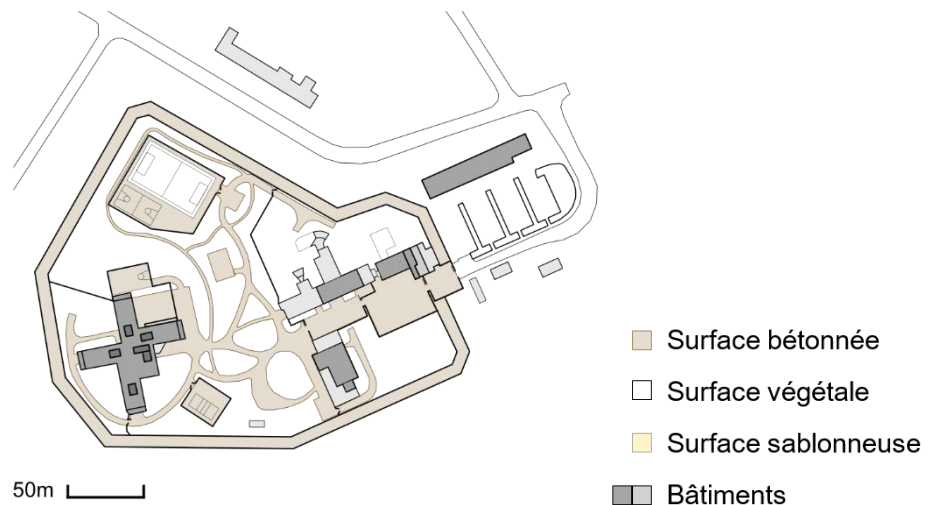 Surface bétonnée
Surface végétale
Surface sablonneuse
50m
Bâtiments